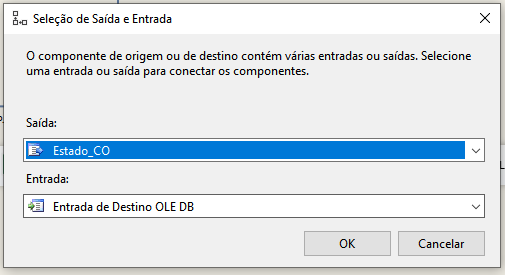 Seleção de Saída e Entrada
O componente de origem ou de destino contém várias entradas ou saídas. Selecione
uma entrada ou saída para conectar os componentes.
Saída:
Estado_CO
Entrada:
Entrada de Destino OLE DB
OK
Cancelar